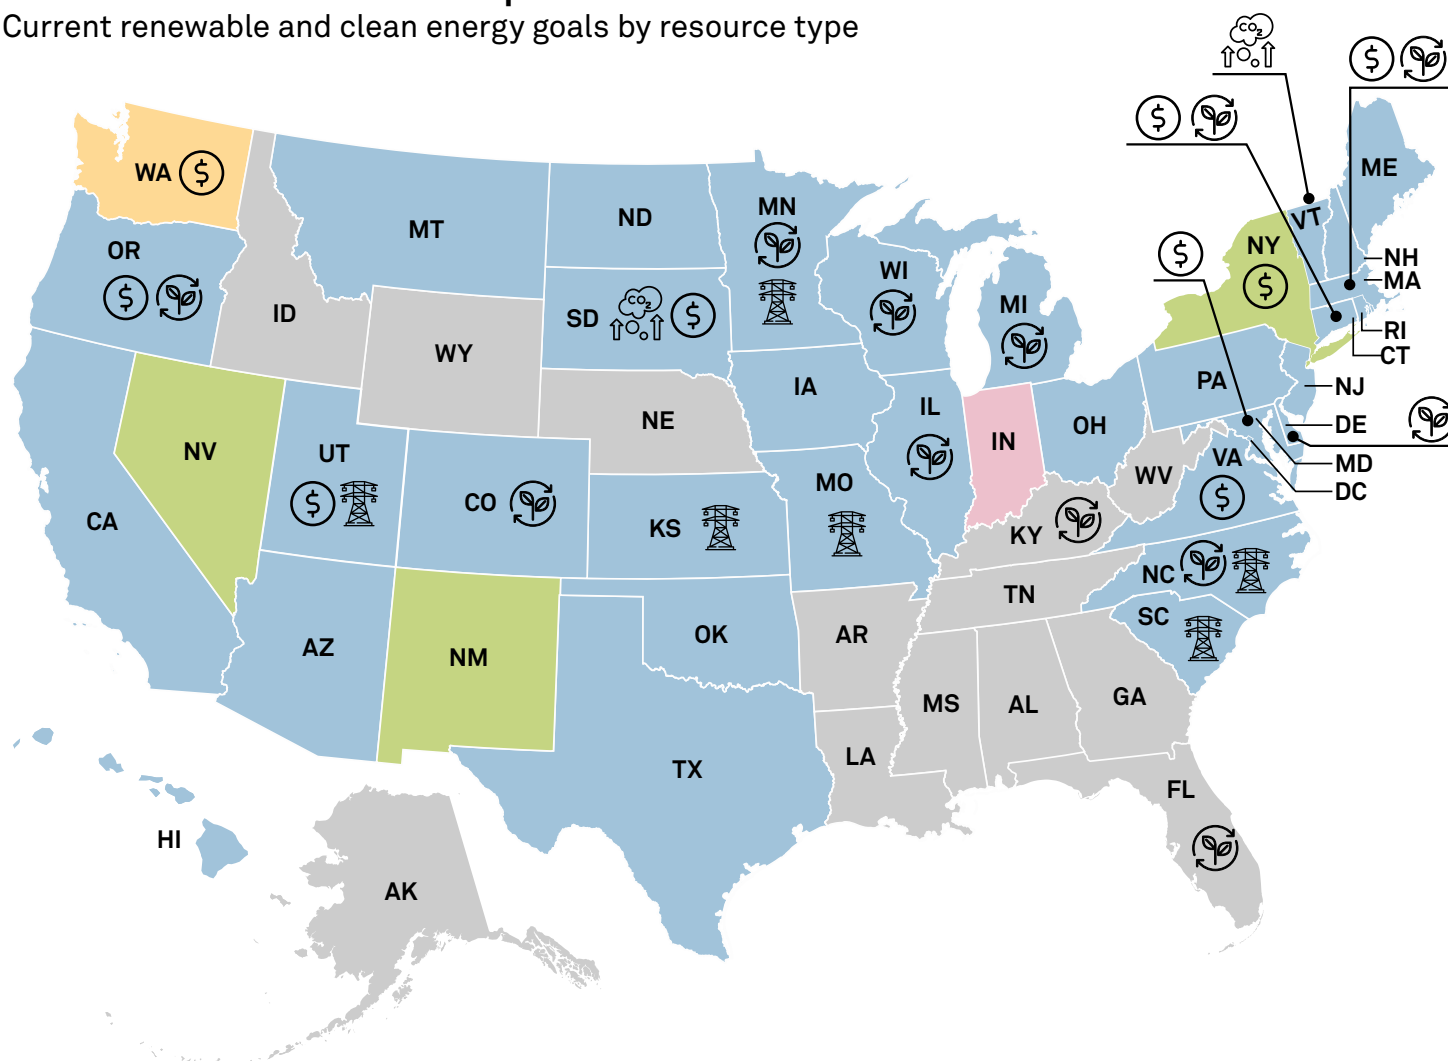 Current renewable and clean energy goals by resource type
CO₂
$
$
ME
WA $
MT
ND
MN
VT
OR
$
WI
NY
$
NH
MA
$
ID
SD
CO₂
$
MI
RI
CT
WY
IA
PA
NJ
NE
IL
IN
OH
DE
NV
UT
$
CO
MO
WV
VA
$
MD
DC
CA
KS
KY
NC
TN
SC
AZ
NM
OK
AR
MS
AL
GA
TX
LA
FL
HI
AK